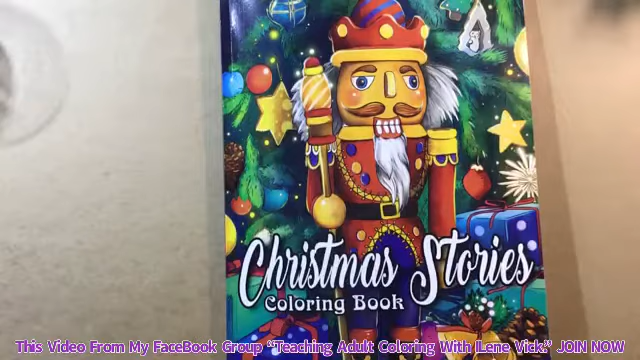 Christmas Stories
Coloring Book
This Video From My FaceBook Group "Teaching Adult Coloring With ILene Vick" JOIN NOW